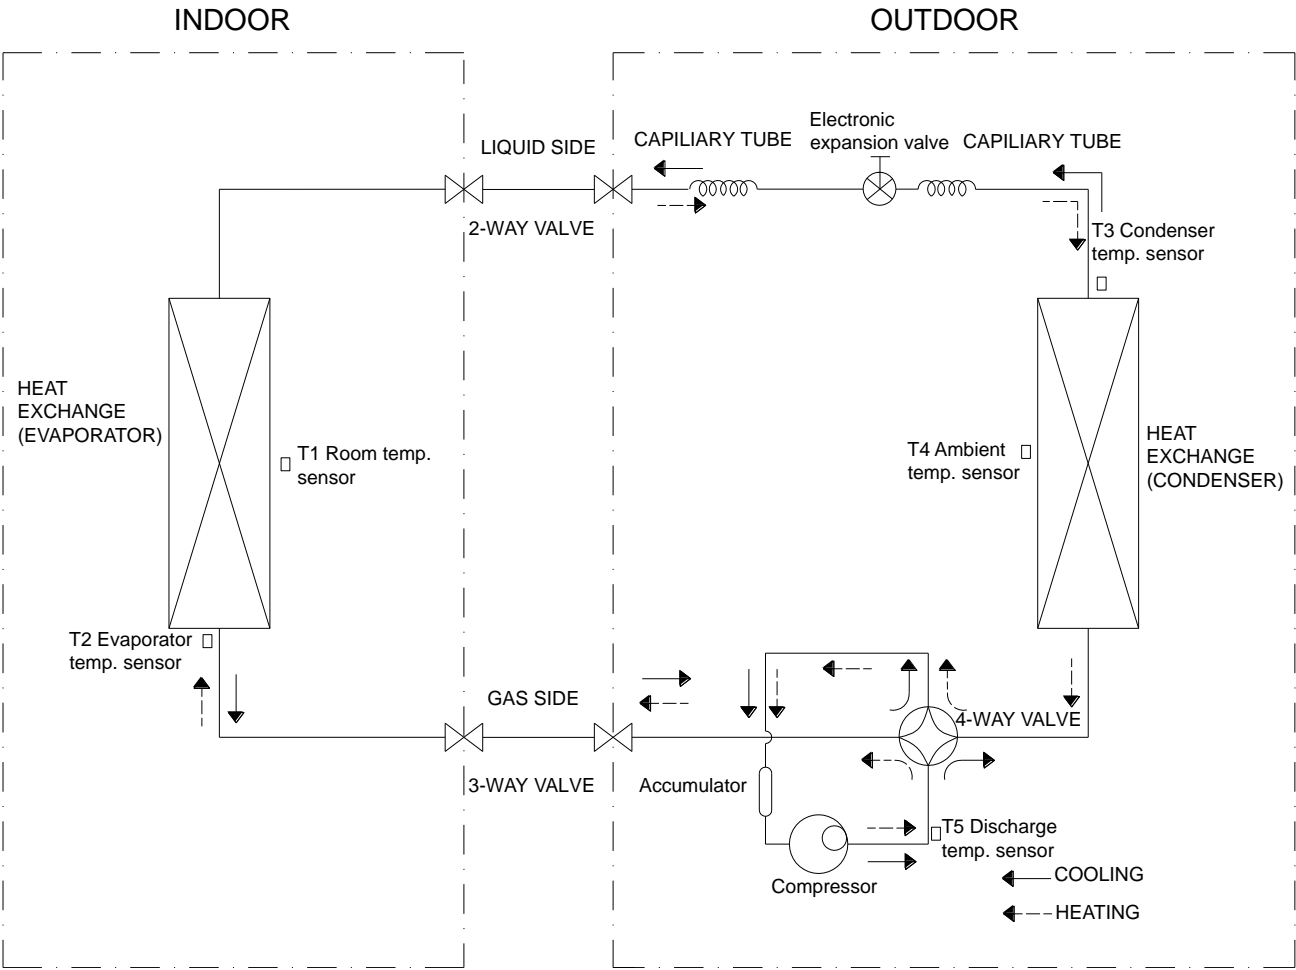 INDOOR
OUTDOOR
LIQUID SIDE
CAPILIARY TUBE
Electronic
expansion valve
CAPILIARY TUBE
2-WAY VALVE
T3 Condenser
temp. sensor
HEAT
EXCHANGE
(EVAPORATOR)
T1 Room temp.
sensor
T4 Ambient
temp. sensor
HEAT
EXCHANGE
(CONDENSER)
T2 Evaporator
temp. sensor
GAS SIDE
4-WAY VALVE
3-WAY VALVE
Accumulator
T5 Discharge
temp. sensor
Compressor
COOLING
HEATING